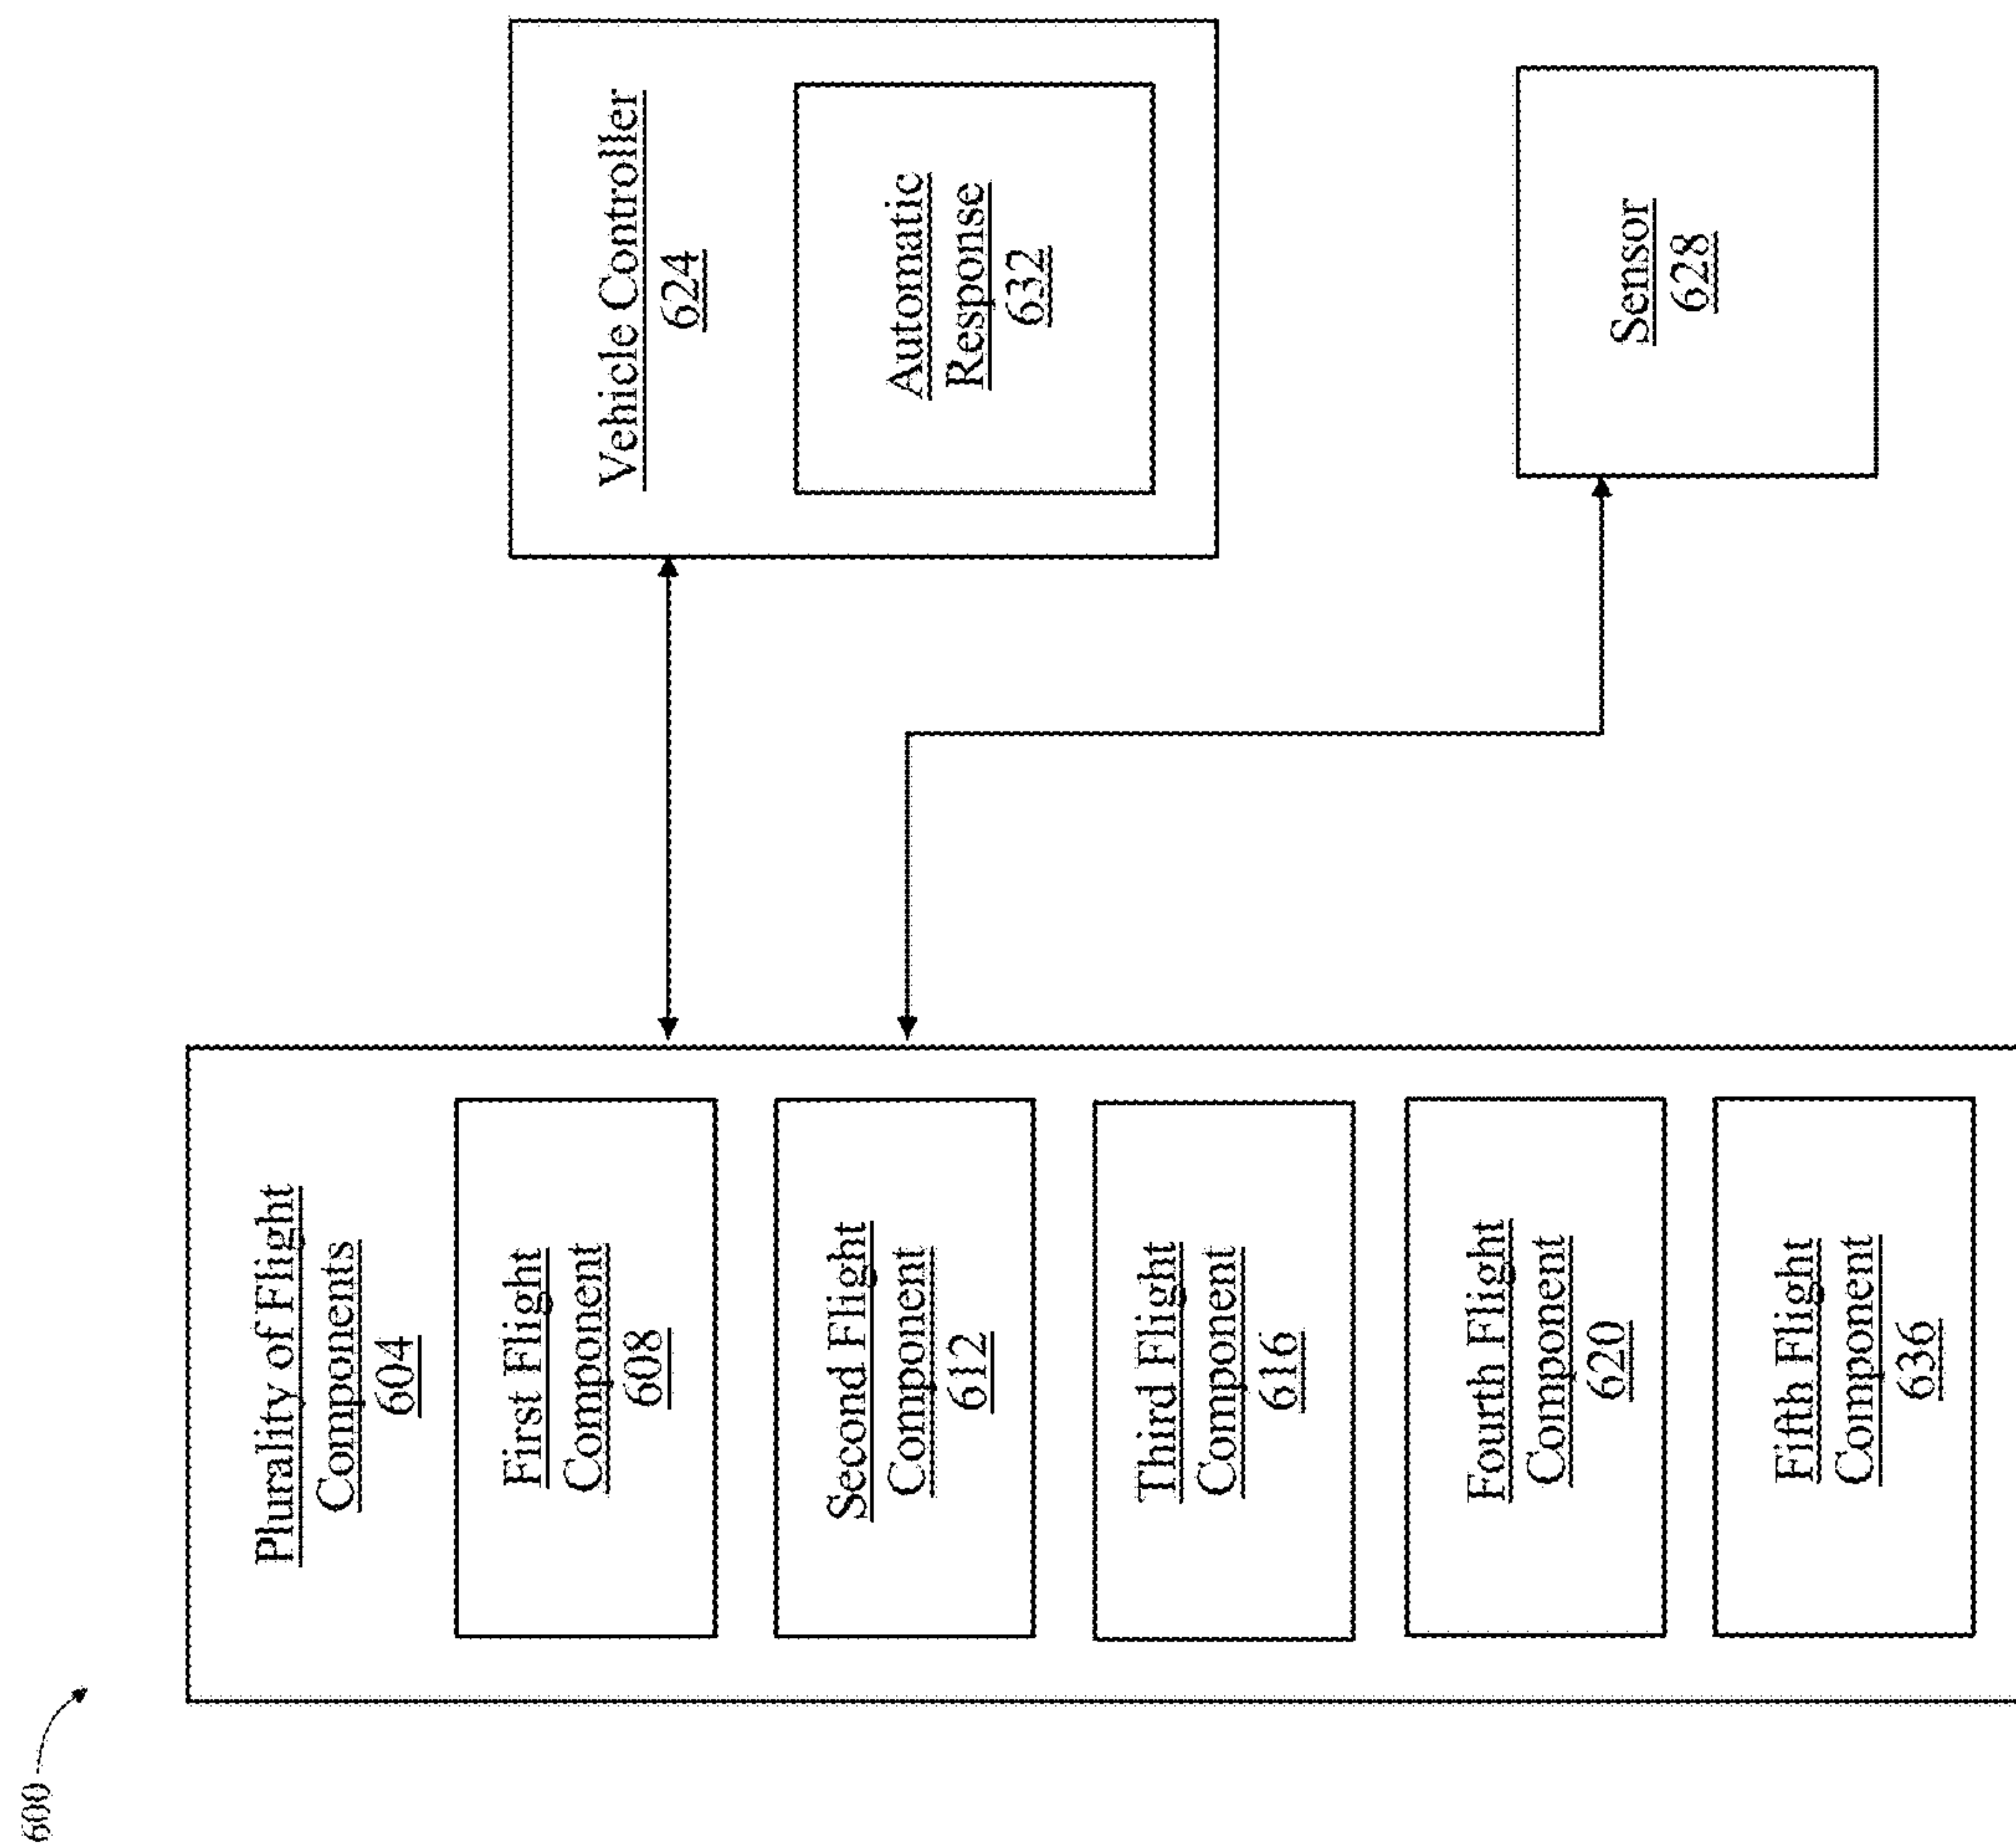 600
Plurality of Flight
Components
604
First Flight
Component
608
Second Flight
Component
612
Third Flight
Component
616
Fourth Flight
Component
620
Fifth Flight
Component
636
Vehicle Controller
624
Automatic
Response
632
Sensor
628